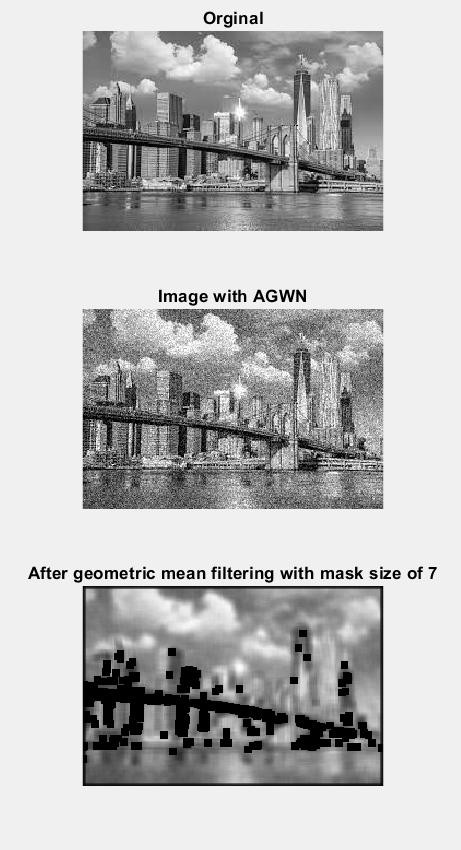 Orginal
Image with AGWN
After geometric mean filtering with mask size of 7